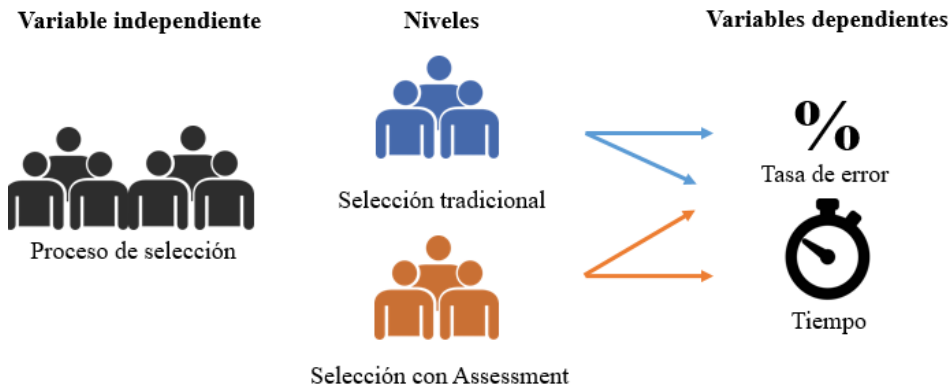 Variable independiente
Niveles
Variables dependientes
Proceso de selección
Selección tradicional
Selección con Assessment
%
Tasa de error
Tiempo